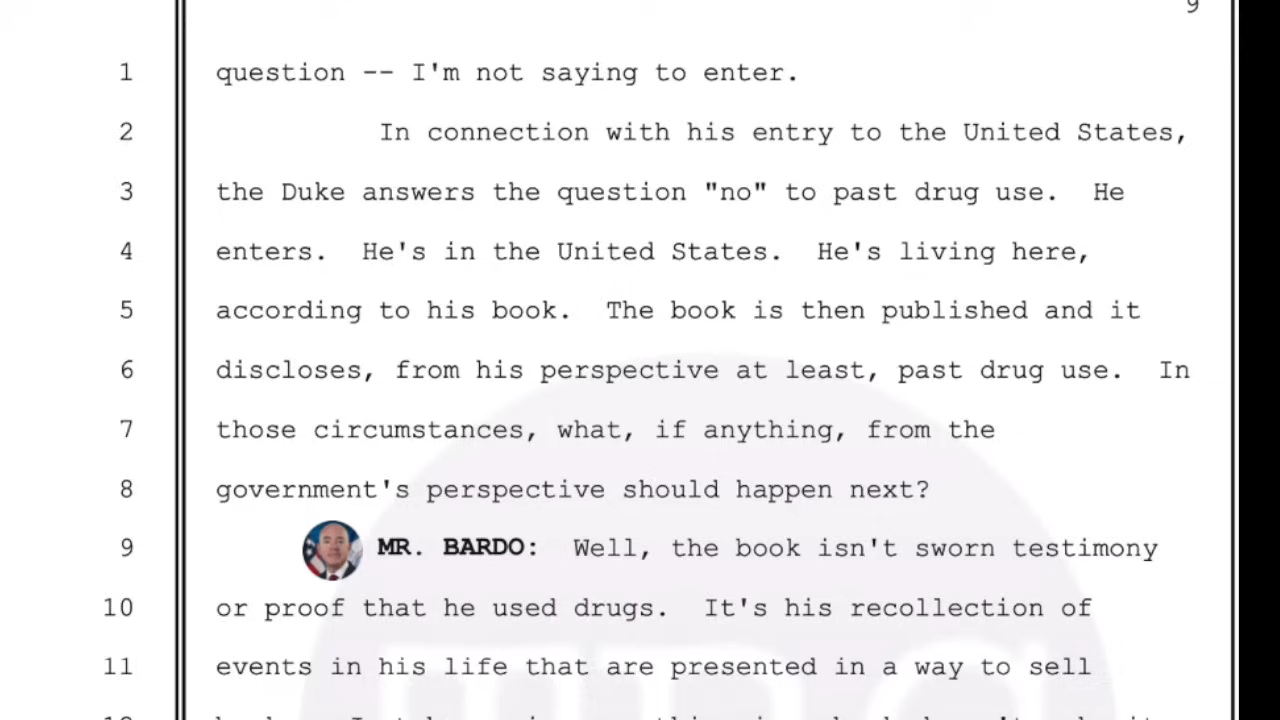 9
1 question -- I'm not saying to enter.
2 In connection with his entry to the United States,
3 the Duke answers the question "no" to past drug use. He
4 enters. He's in the United States. He's living here,
5 according to his book. The book is then published and it
6 discloses, from his perspective at least, past drug use. In
7 those circumstances, what, if anything, from the
8 government's perspective should happen next?
9 MR. BARDO: Well, the book isn't sworn testimony
10 or proof that he used drugs. It's his recollection of
11 events in his life that are presented in a way to sell